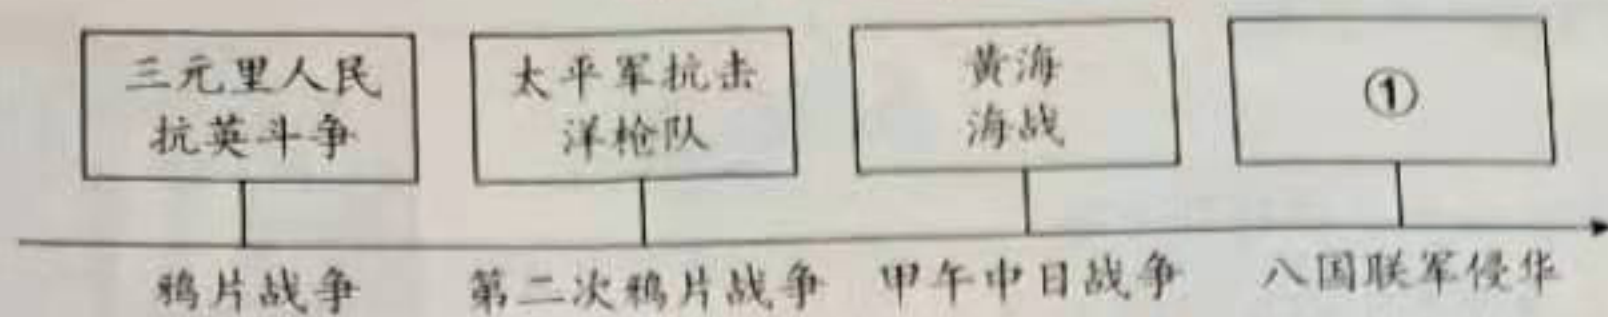 三元里人民
抗英斗争
太平军抗击
洋枪队
黄海
海战
①
鸦片战争
第二次鸦片战争
甲午中日战争
八国联军侵华